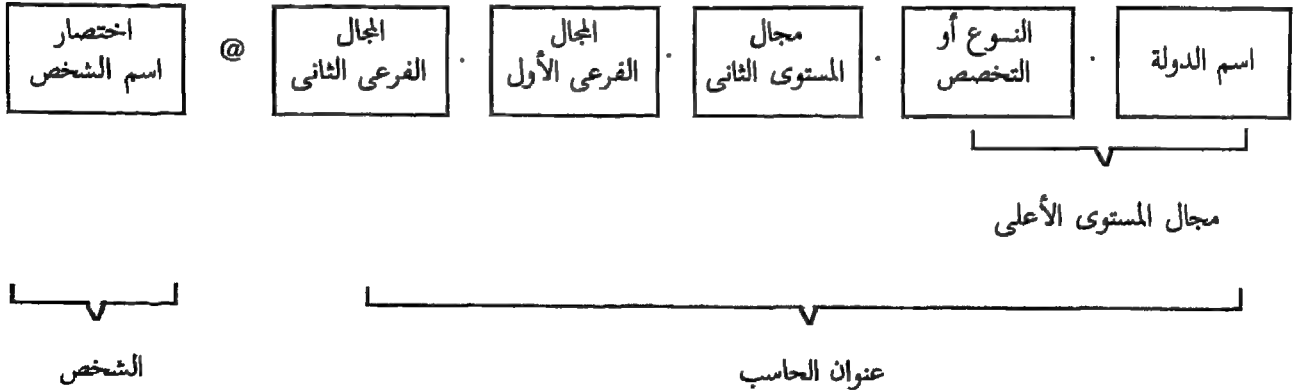 اسم الدولة . النوع أو التخصص . مجال المستوى الثانى . المجال الفرعى الأول . المجال الفرعى الثانى @ اختصار اسم الشخص
مجال المستوى الأعلى
عنوان الحاسب
الشخص